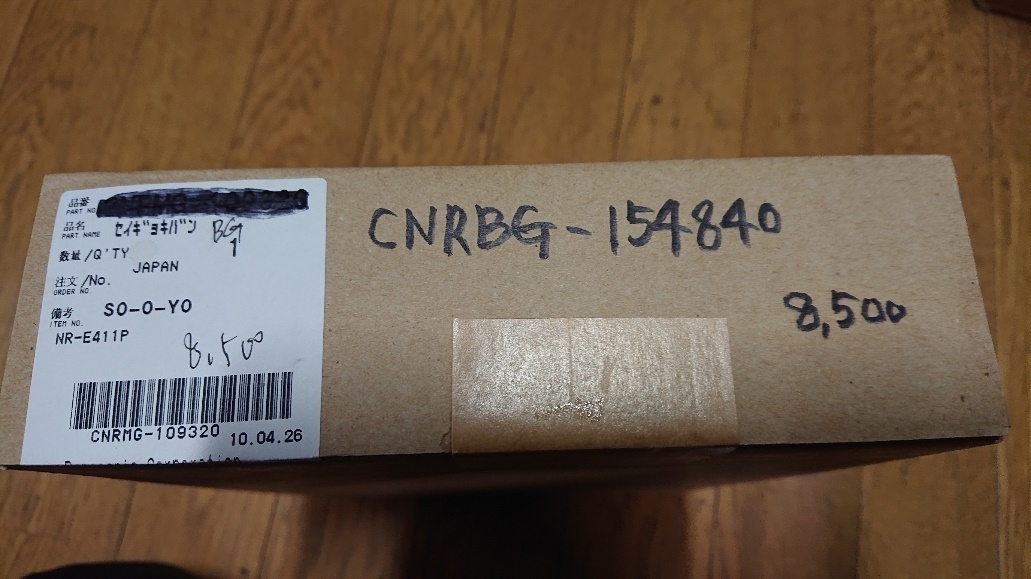 品番
PART NO.
品名 セイギョキバン BG
PART NAME
数量/Q'TY 1
JAPAN
注文/No.
ORDER NO.
備考 SO-O-YO
ITEM NO.
NR-E411P
8,500
CNRMG-109320 10.04.26
Corporation
CNRBG-154840
8,500